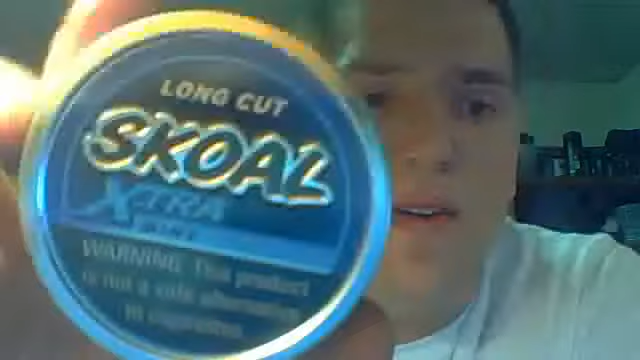 LONG CUT
SKOAL
XTRA
WARNING: This product
is not a safe alternative
to cigarettes